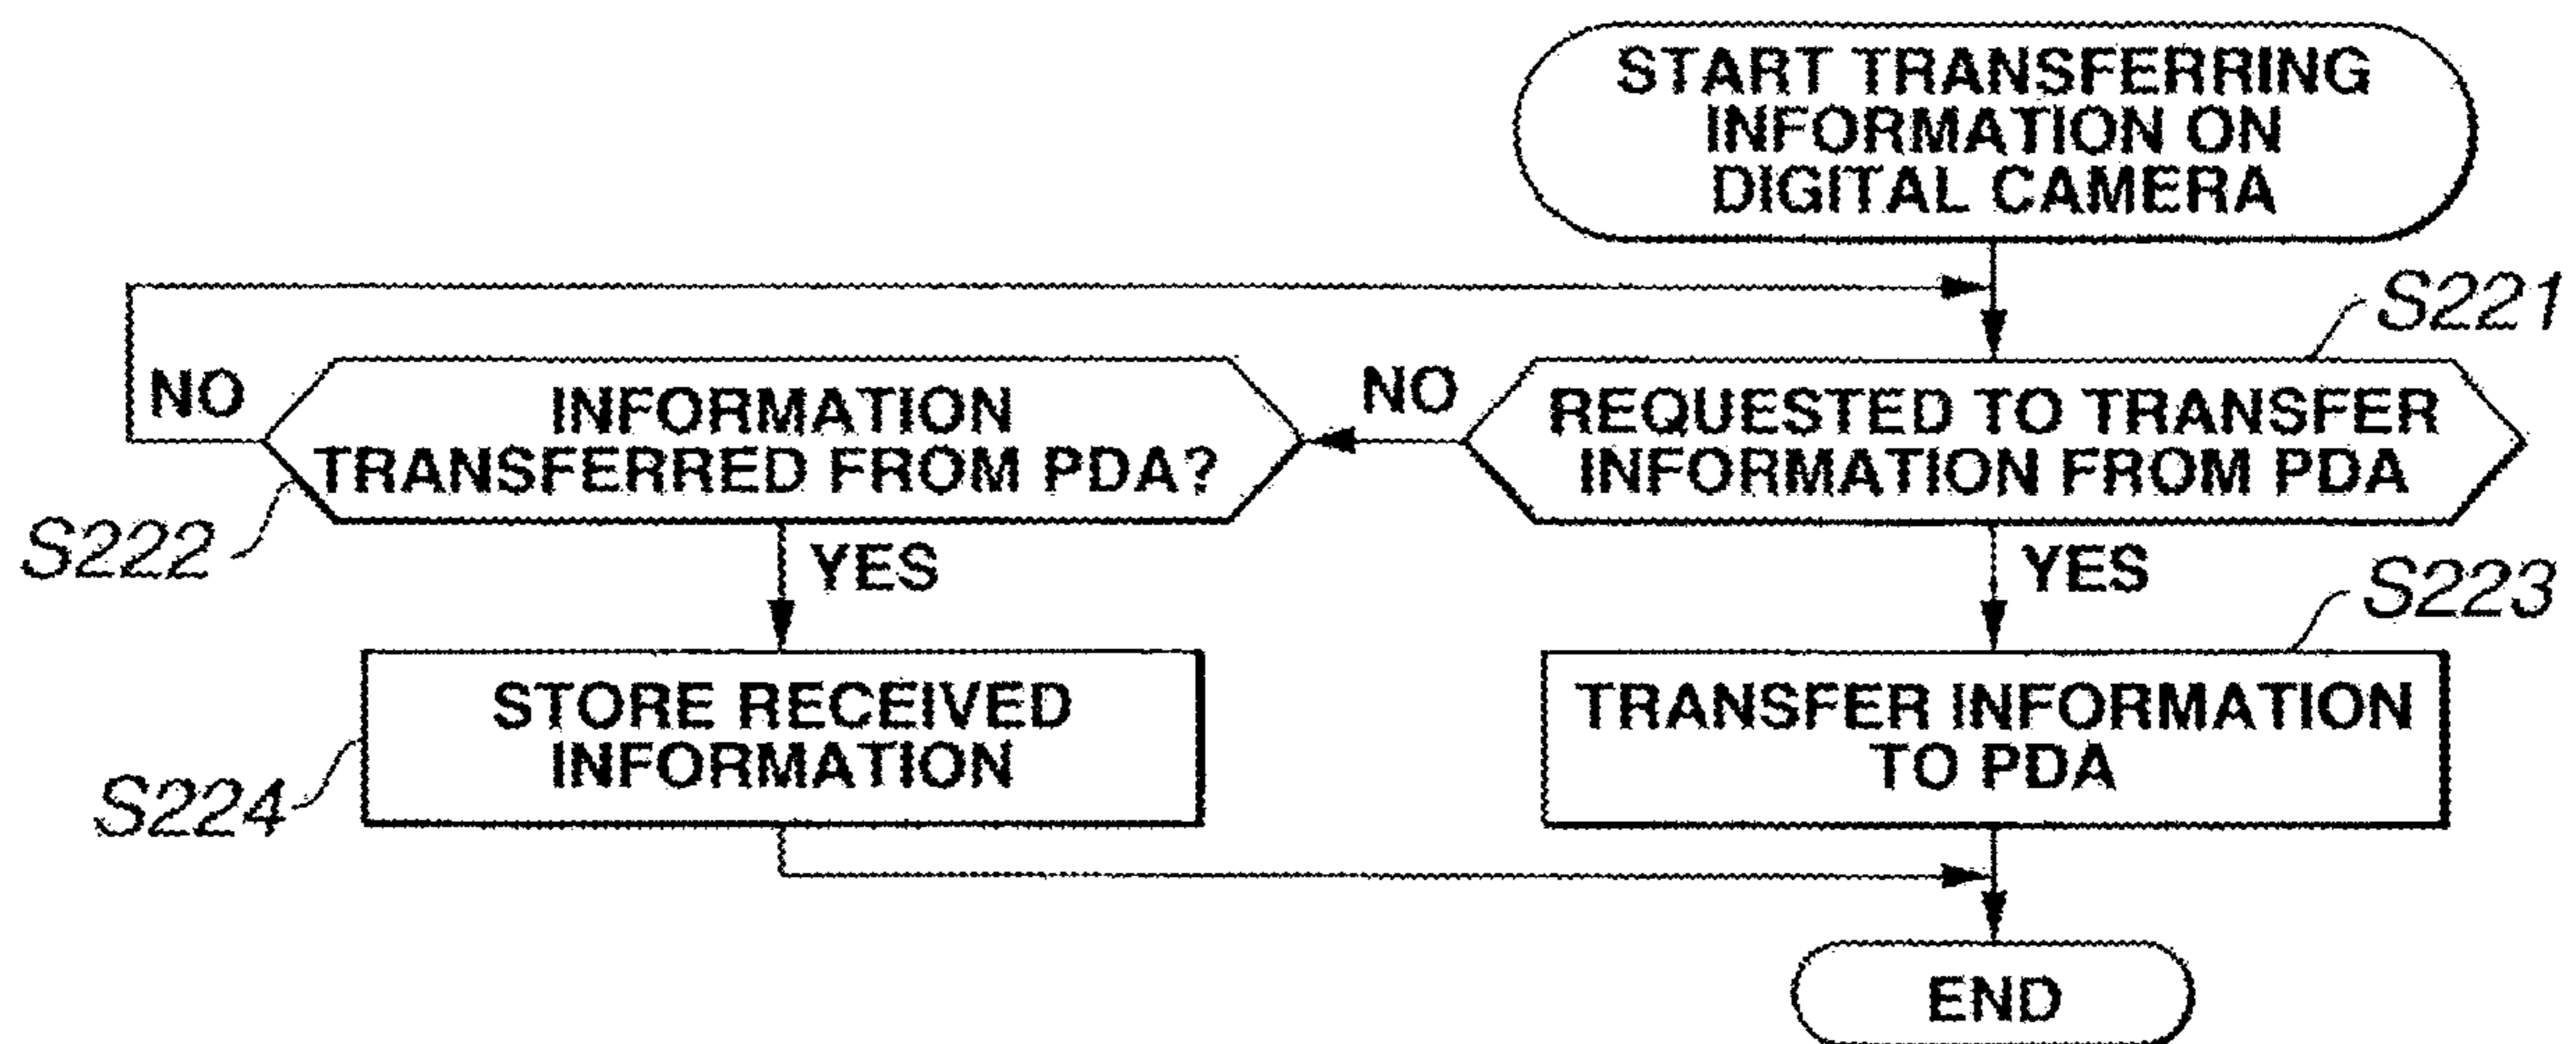 START TRANSFERRING
INFORMATION ON
DIGITAL CAMERA
S221
REQUESTED TO TRANSFER
INFORMATION FROM PDA
NO
INFORMATION
TRANSFERRED FROM PDA?
NO
S222
YES
YES
S223
STORE RECEIVED
INFORMATION
S224
TRANSFER INFORMATION
TO PDA
END